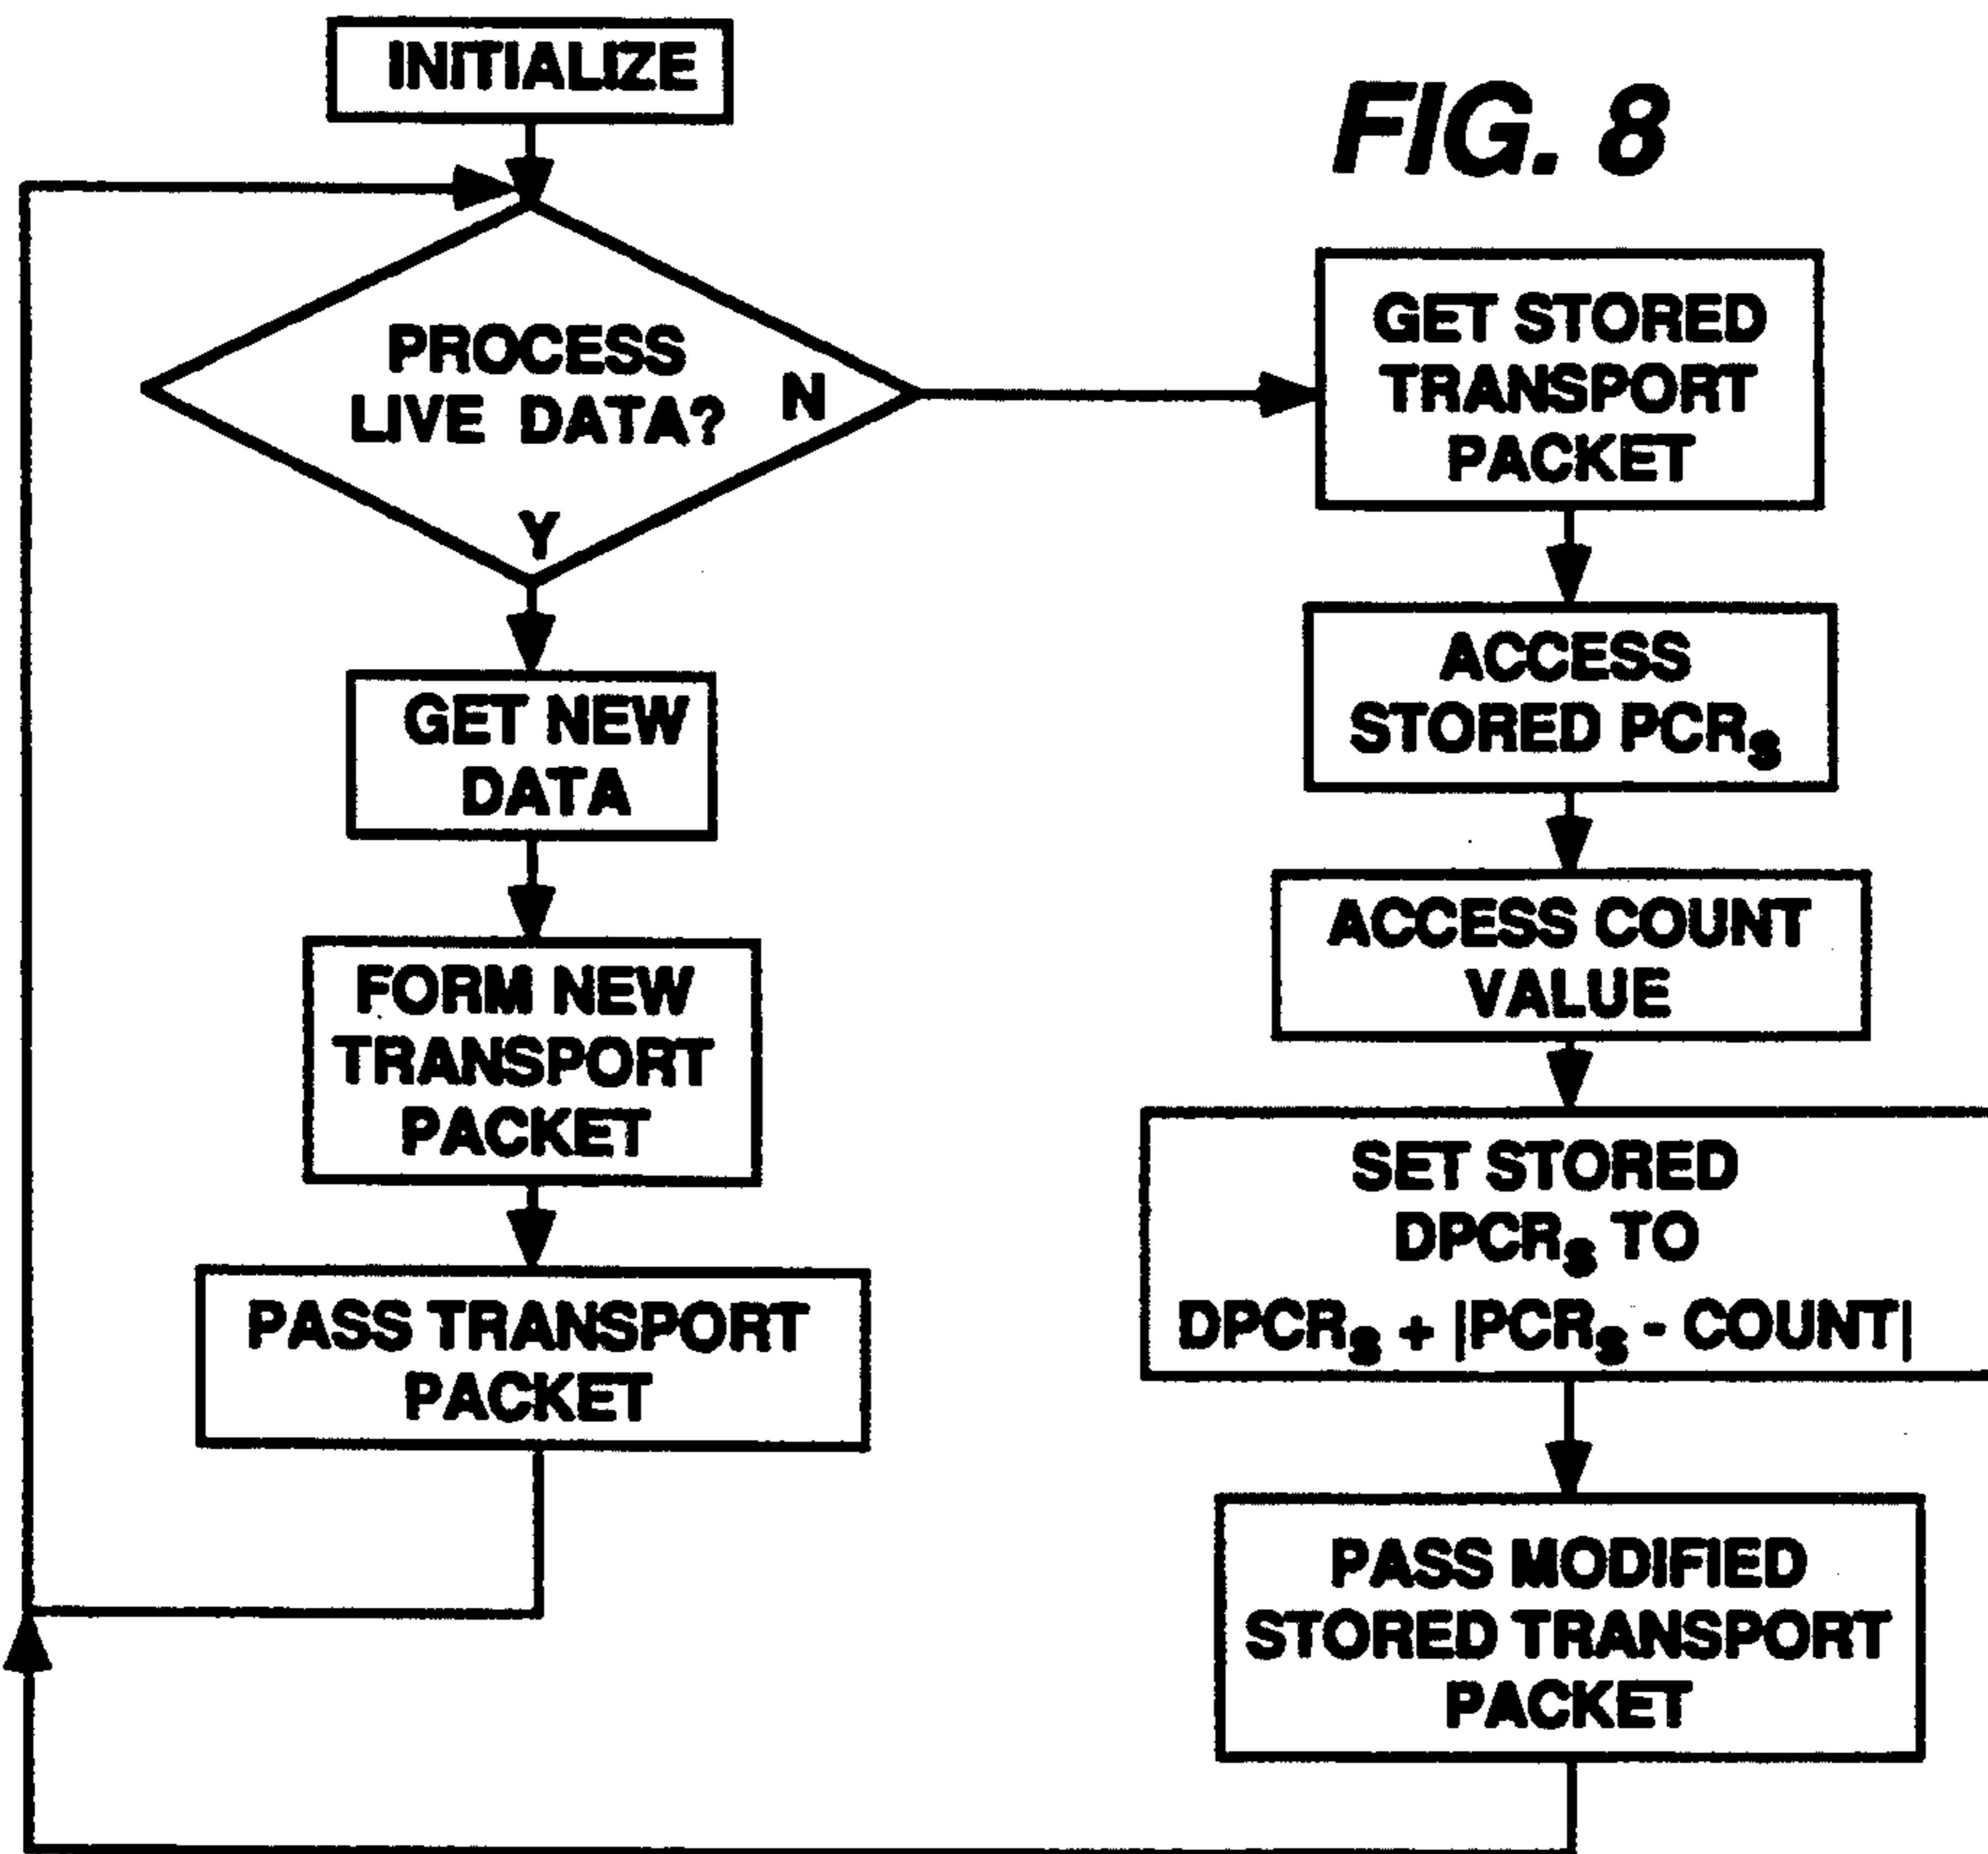 INITIALIZE
FIG. 8
PROCESS
LIVE DATA?
N
Y
GET NEW
DATA
FORM NEW
TRANSPORT
PACKET
PASS TRANSPORT
PACKET
GET STORED
TRANSPORT
PACKET
ACCESS
STORED PCRS
ACCESS COUNT
VALUE
SET STORED
DPCRS TO
DPCRS + |PCRS - COUNT|
PASS MODIFIED
STORED TRANSPORT
PACKET